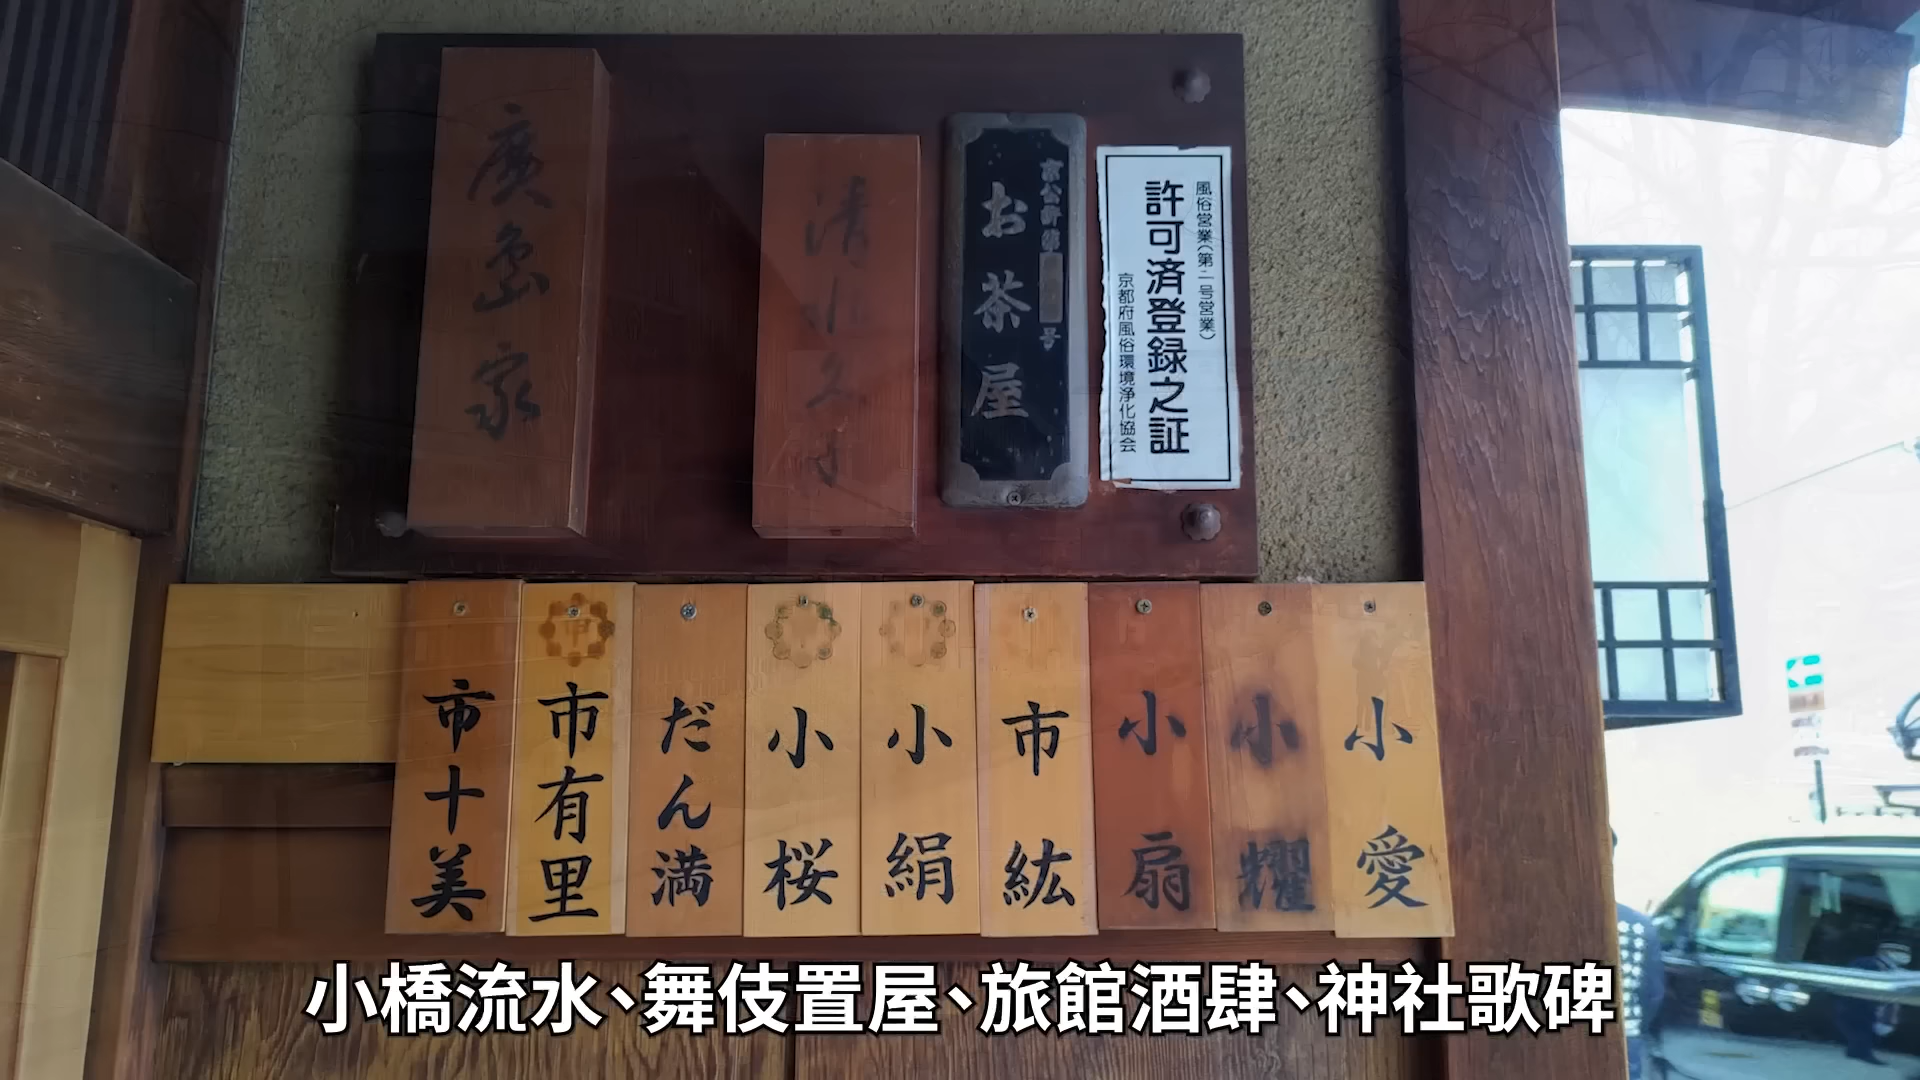 廣島家
お茶屋
号
風俗営業(第二号営業)
許可済登録之証
京都府風俗環境浄化協会
市十美
市有里
だん満
小桜
小絹
市紘
小扇
小耀
小愛
小橋流水、舞伎置屋、旅館酒肆、神社歌碑